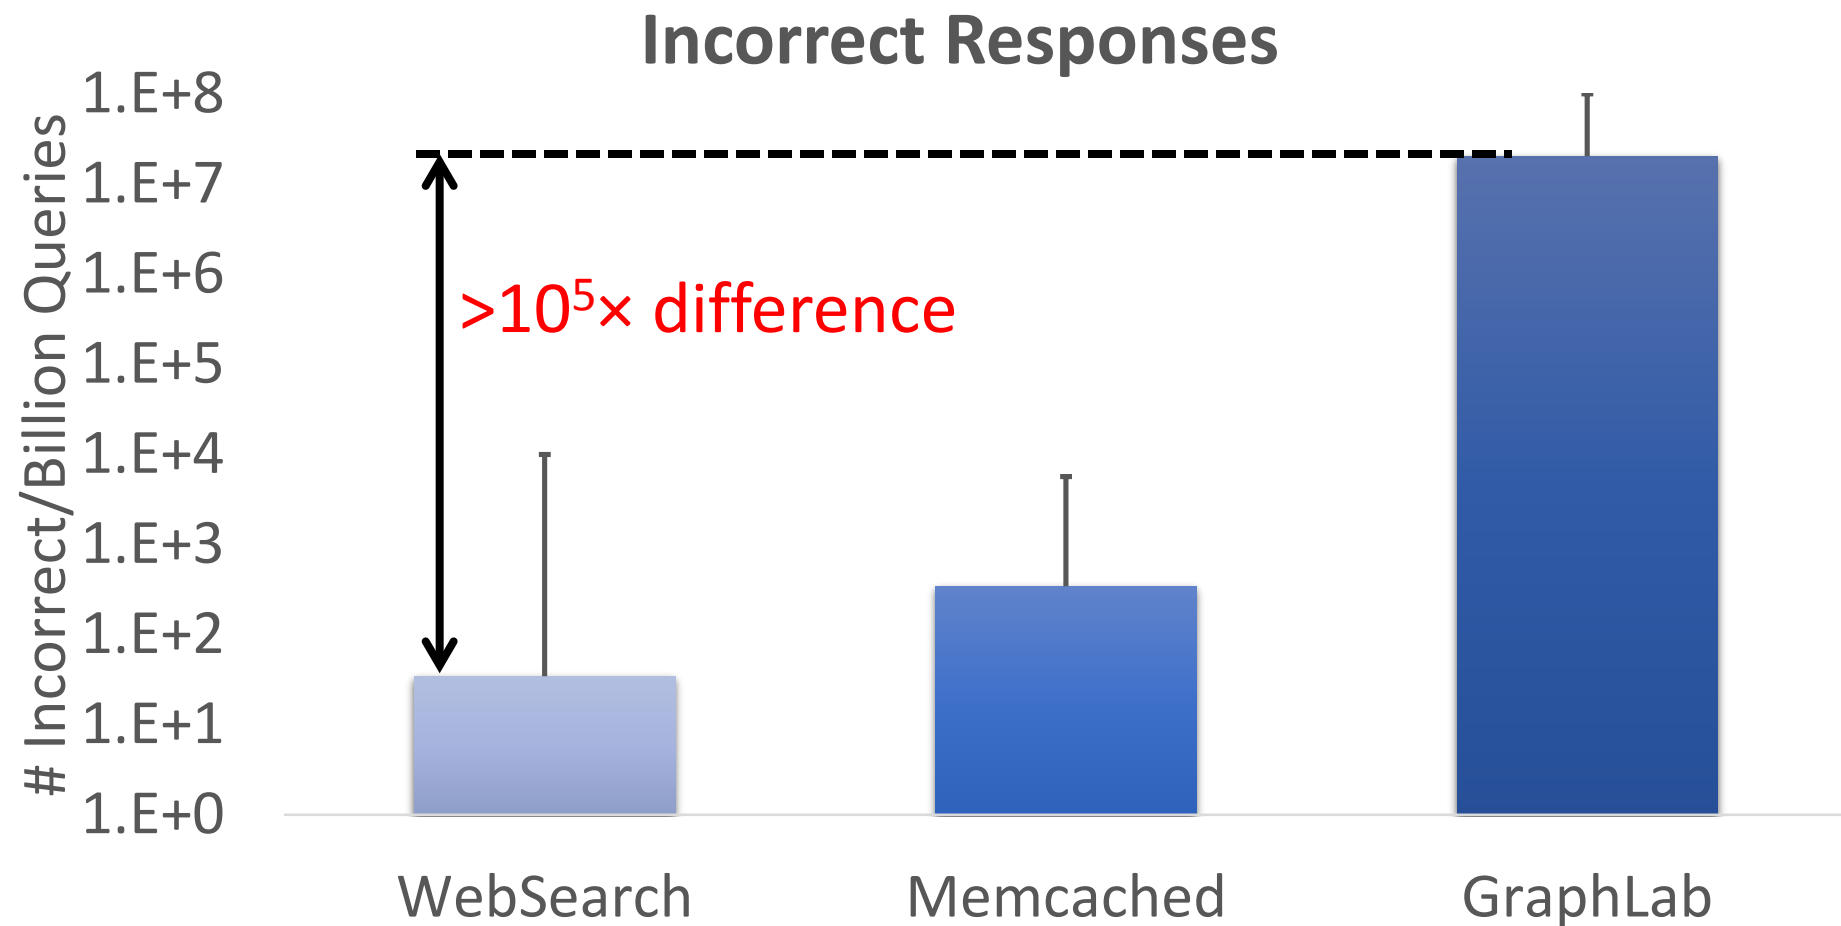 Incorrect Responses
# Incorrect/Billion Queries
1.E+8
1.E+7
1.E+6
1.E+5
1.E+4
1.E+3
1.E+2
1.E+1
1.E+0
>10⁵× difference
WebSearch Memcached GraphLab